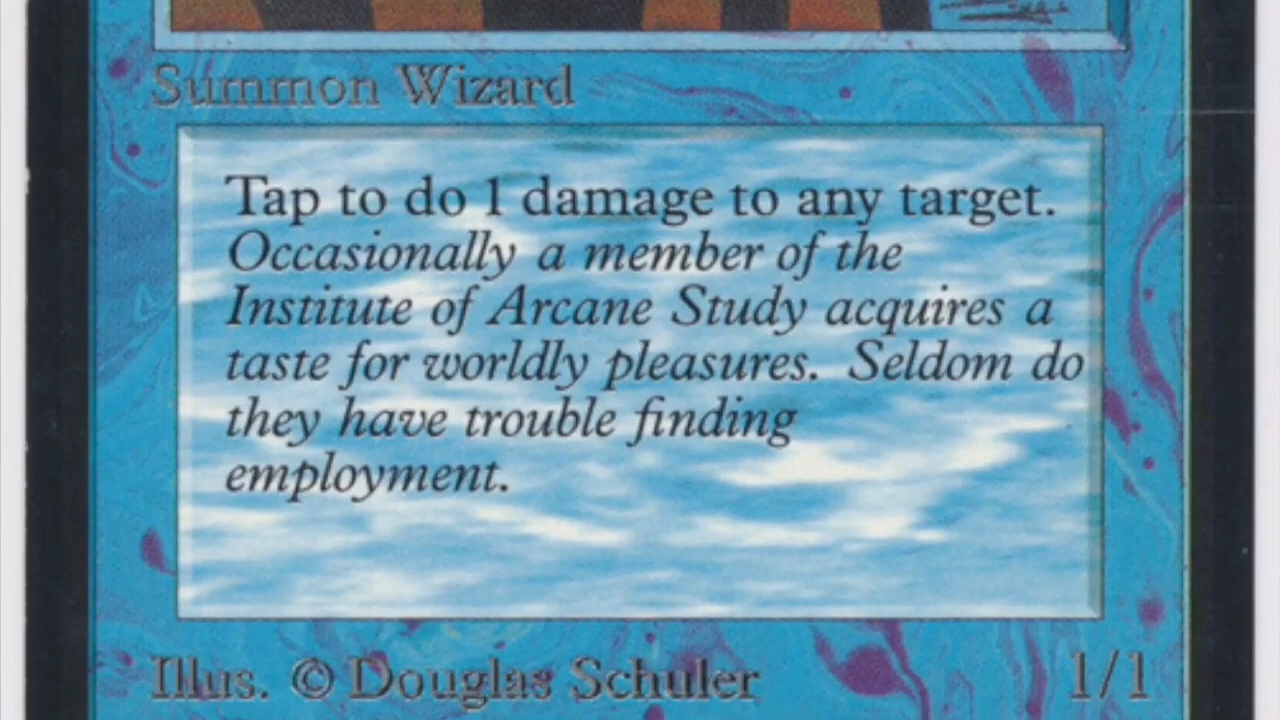 Summon Wizard
Tap to do 1 damage to any target.
Occasionally a member of the
Institute of Arcane Study acquires a
taste for worldly pleasures. Seldom do
they have trouble finding
employment.
Illus. © Douglas Schuler
1/1